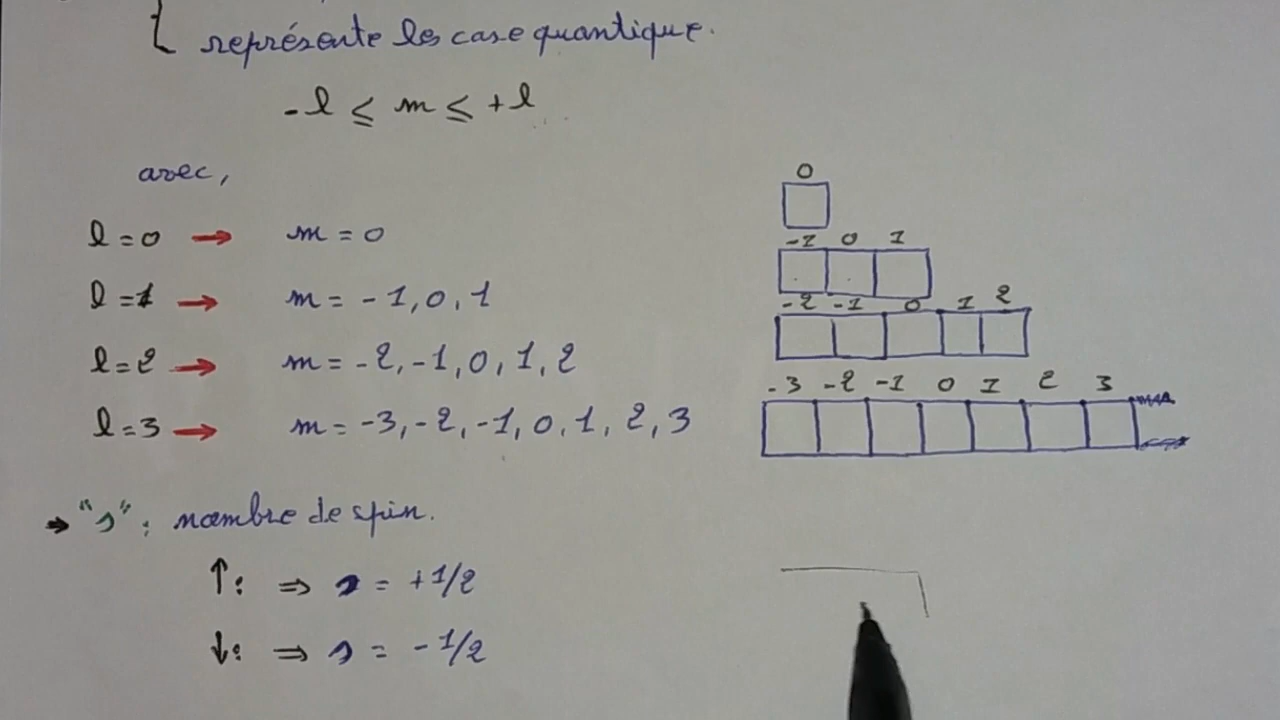 représente les case quantique.
-l ≤ m ≤ +l
avec,
0
l = 0 → m = 0
-1 0 1
l = 1 → m = -1, 0, 1
-2 -1 0 1 2
l = 2 → m = -2, -1, 0, 1, 2
-3 -2 -1 0 1 2 3
l = 3 → m = -3, -2, -1, 0, 1, 2, 3
→ "s" : nombre de spin.
↑: ⇒ s = +1/2
↓: ⇒ s = -1/2